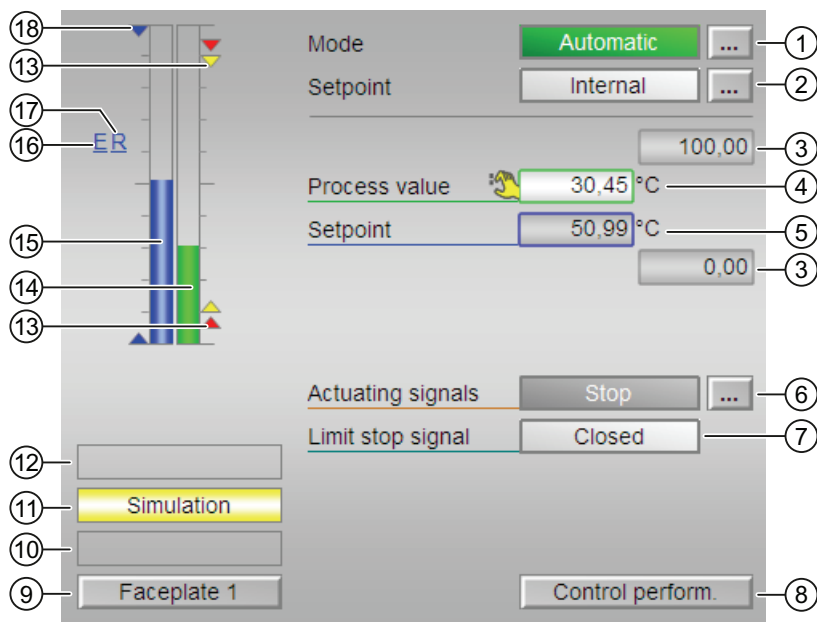 18
13
17
16
E R
15
14
13
12
11 Simulation
10
9 Faceplate 1
Mode Automatic ... 1
Setpoint Internal ... 2
100,00 3
Process value 30,45 °C 4
Setpoint 50,99 °C 5
0,00 3
Actuating signals Stop ... 6
Limit stop signal Closed 7
Control perform. 8